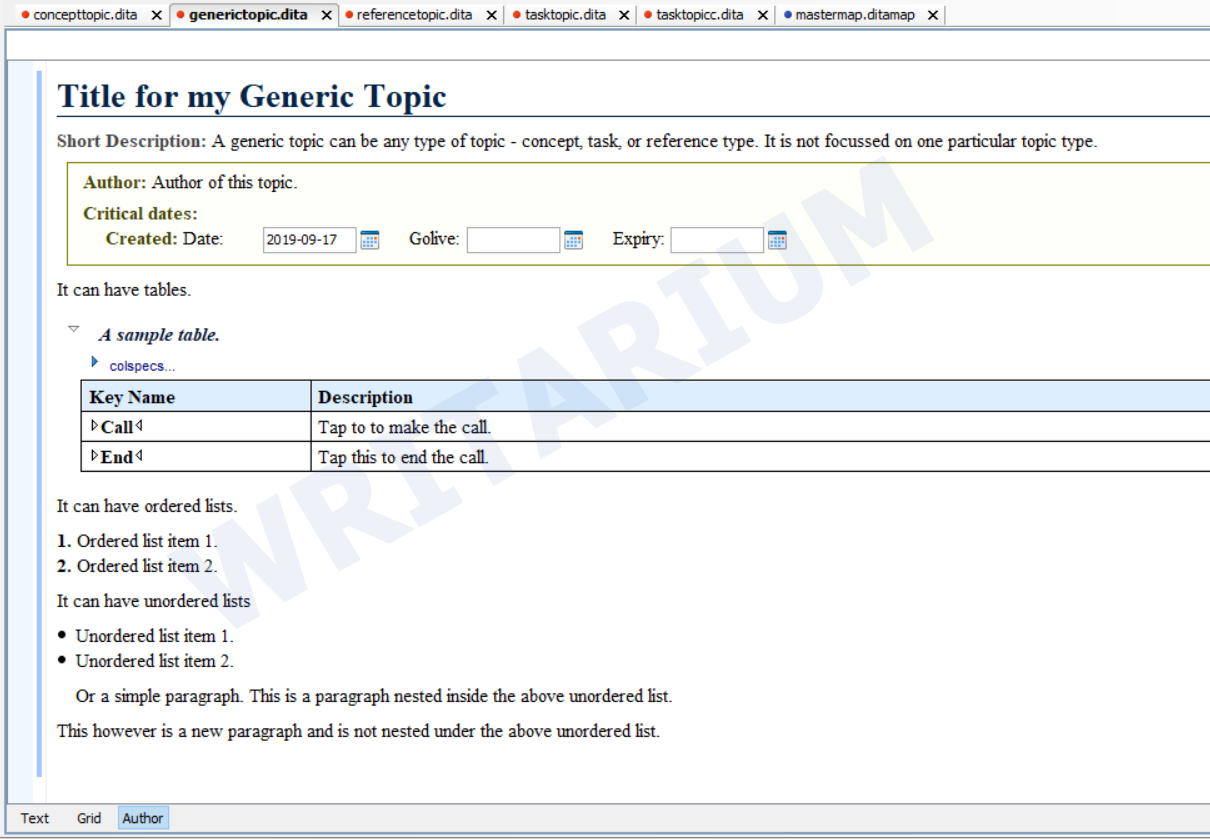 concepttopic.dita generictopic.dita referencetopic.dita tasktopic.dita tasktopicc.dita mastermap.ditamap
Title for my Generic Topic
Short Description: A generic topic can be any type of topic - concept, task, or reference type. It is not focussed on one particular topic type.
Author: Author of this topic.
Critical dates:
Created: Date: 2019-09-17 Golive: Expiry:
It can have tables.
A sample table.
colspecs...
Key Name Description
Call Tap to to make the call.
End Tap this to end the call.
It can have ordered lists.
1. Ordered list item 1.
2. Ordered list item 2.
It can have unordered lists
• Unordered list item 1.
• Unordered list item 2.
Or a simple paragraph. This is a paragraph nested inside the above unordered list.
This however is a new paragraph and is not nested under the above unordered list.
WRITARIUM
Text Grid Author